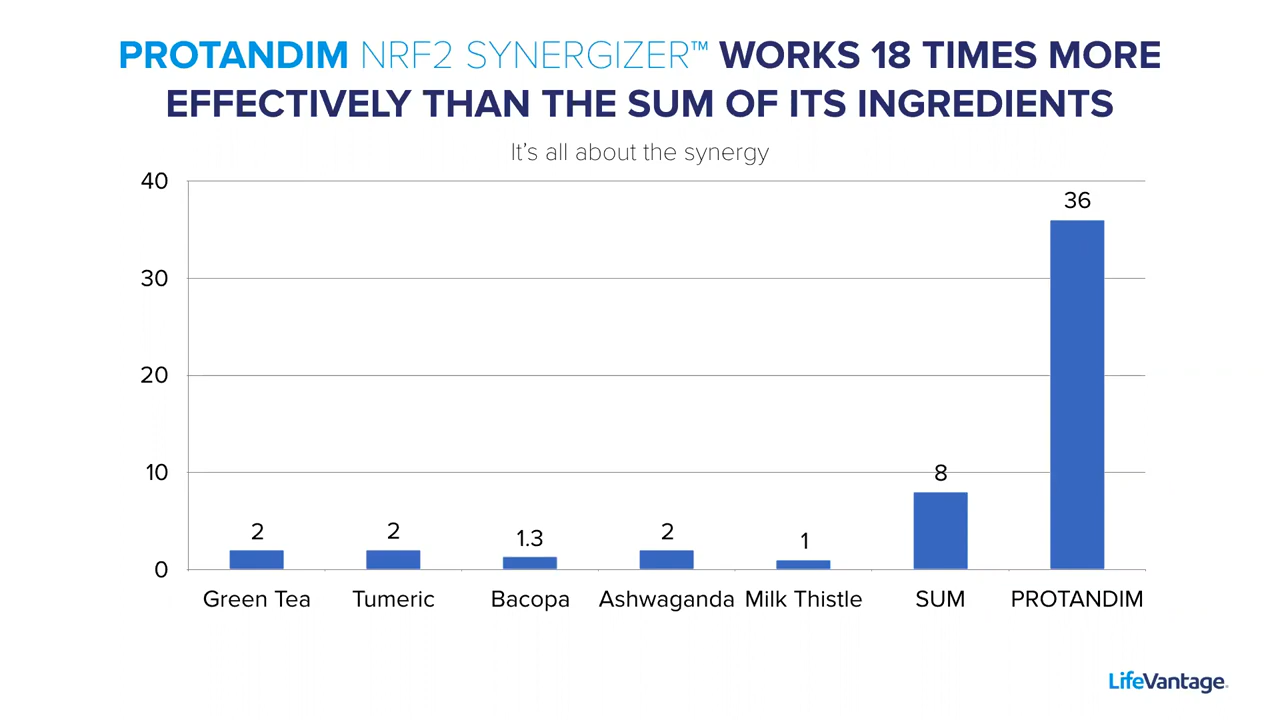 PROTANDIM NRF2 SYNERGIZER™ WORKS 18 TIMES MORE
EFFECTIVELY THAN THE SUM OF ITS INGREDIENTS
It's all about the synergy
40
30
20
10
0
2
2
1.3
2
1
8
36
Green Tea
Tumeric
Bacopa
Ashwaganda
Milk Thistle
SUM
PROTANDIM
LifeVantage